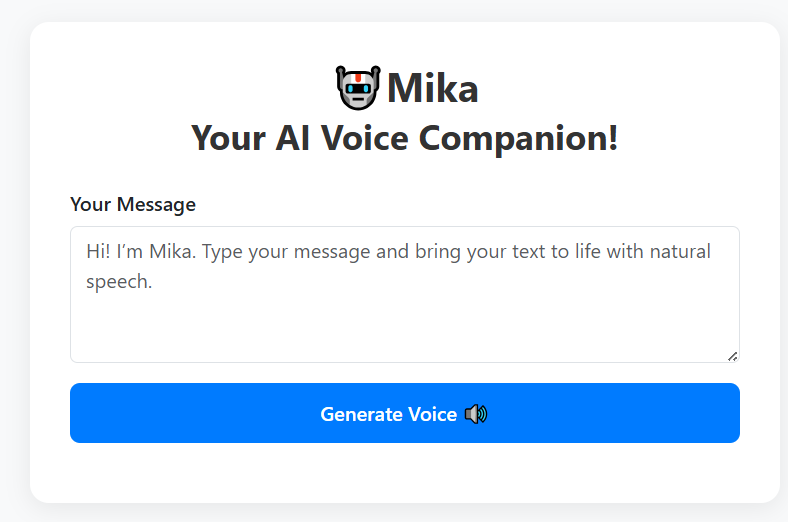 Mika
Your AI Voice Companion!
Your Message
Hi! I’m Mika. Type your message and bring your text to life with natural
speech.
Generate Voice